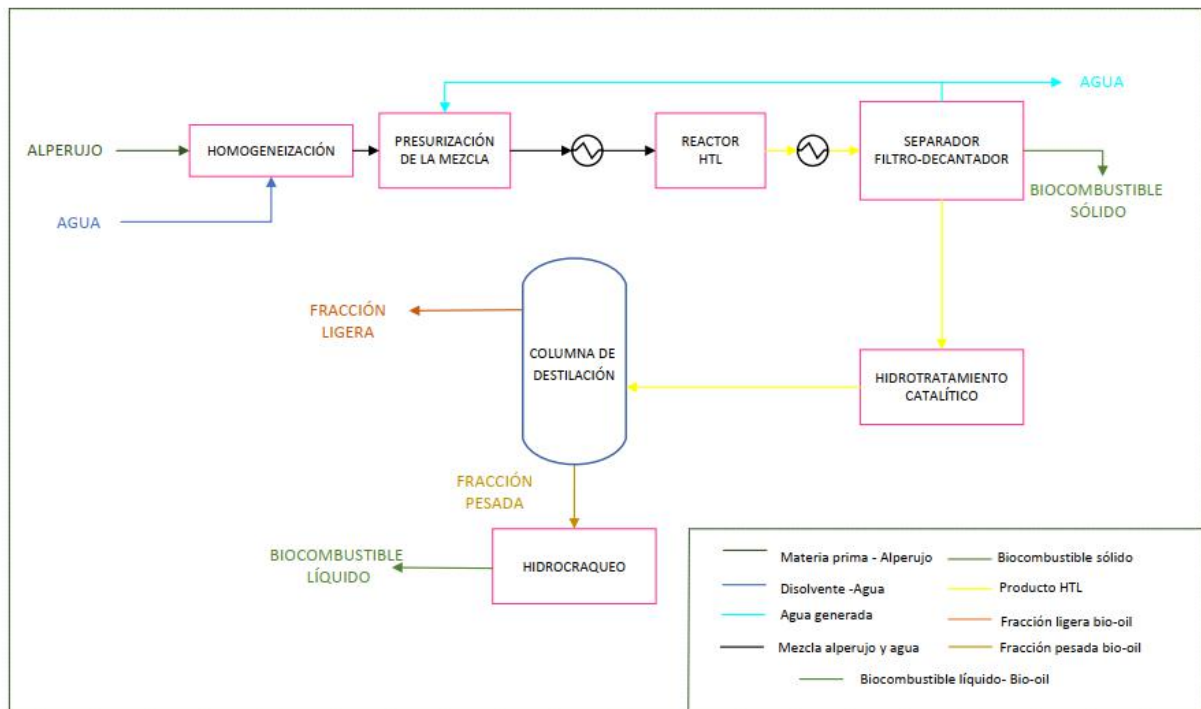 AGUA
ALPERUJO
HOMOGENEIZACIÓN
PRESURIZACIÓN
DE LA MEZCLA
REACTOR
HTL
SEPARADOR
FILTRO-DECANTADOR
BIOCOMBUSTIBLE
SÓLIDO
AGUA
FRACCIÓN
LIGERA
COLUMNA DE
DESTILACIÓN
HIDROTRATAMIENTO
CATALÍTICO
FRACCIÓN
PESADA
BIOCOMBUSTIBLE
LÍQUIDO
HIDROCRAQUEO
Materia prima - Alperujo
Biocombustible sólido
Disolvente -Agua
Producto HTL
Agua generada
Fracción ligera bio-oil
Mezcla alperujo y agua
Fracción pesada bio-oil
Biocombustible líquido- Bio-oil